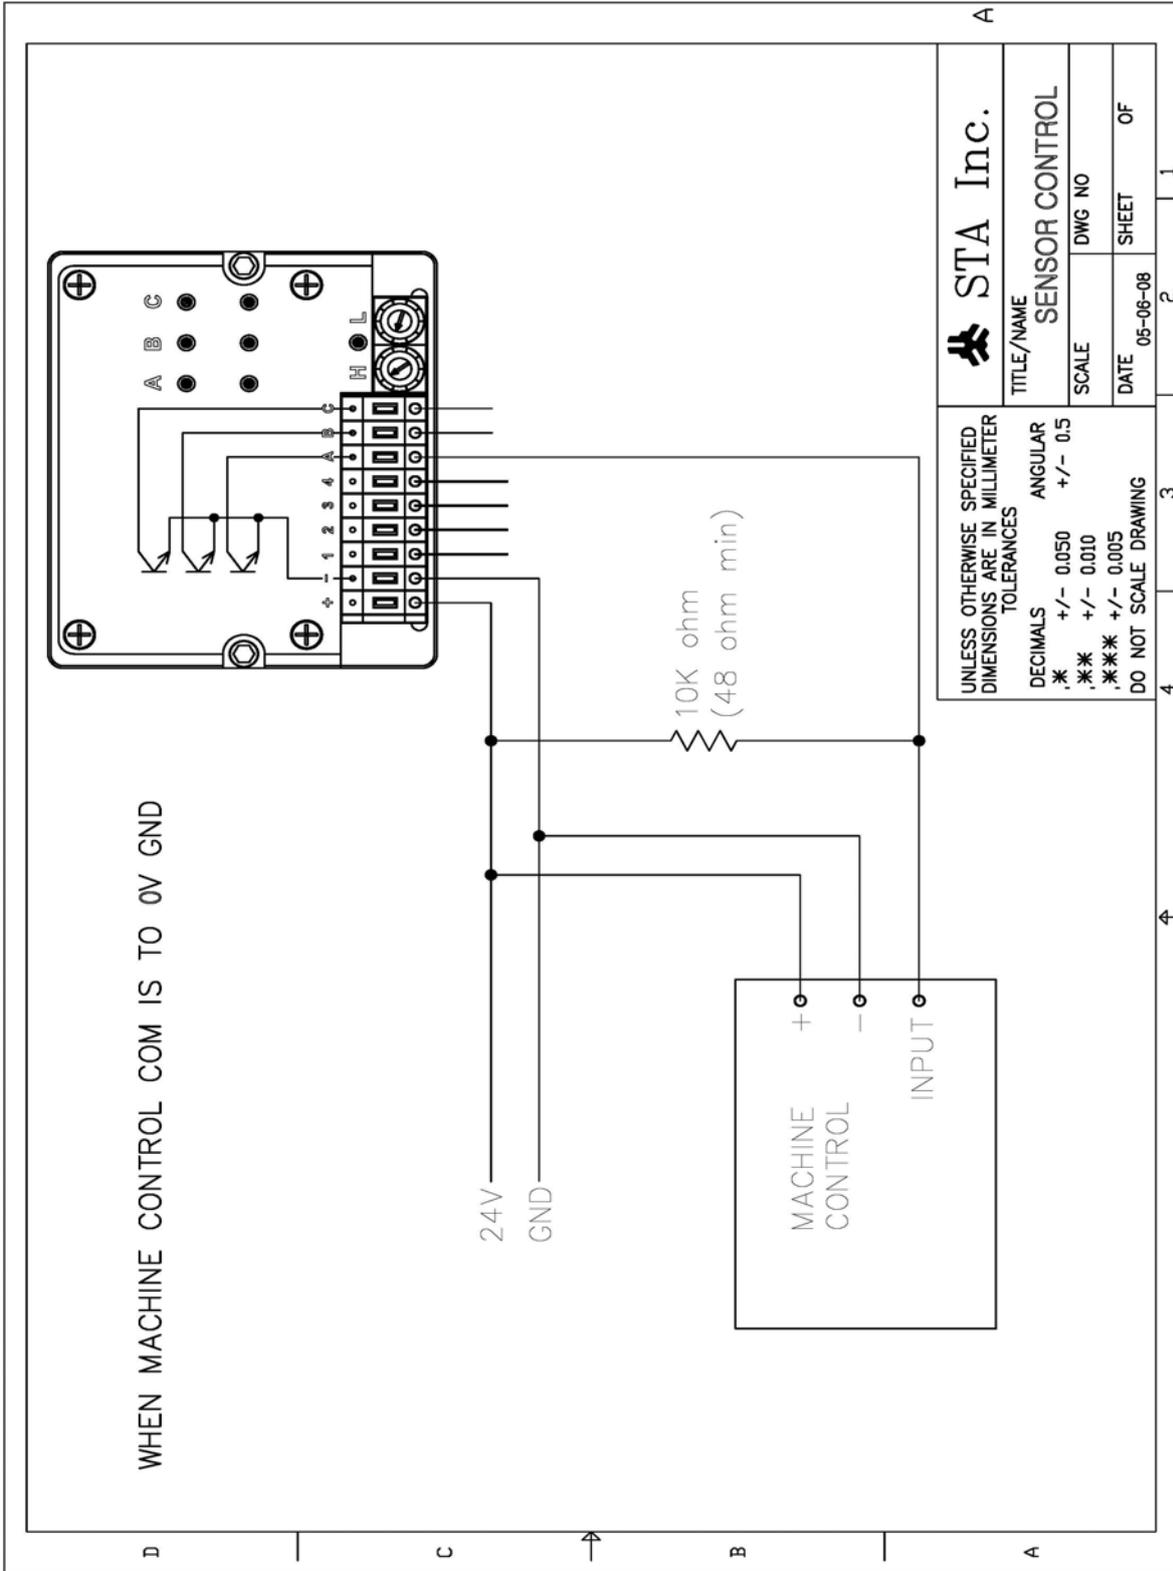 WHEN MACHINE CONTROL COM IS TO 0V GND
A B C
H L
+ - 1 2 3 4 A B C
24V
GND
10K ohm
(48 ohm min)
MACHINE
CONTROL
+
-
INPUT
UNLESS OTHERWISE SPECIFIED
DIMENSIONS ARE IN MILLIMETER
TOLERANCES
DECIMALS ANGULAR
.* +/- 0.050 +/- 0.5
.** +/- 0.010
.*** +/- 0.005
DO NOT SCALE DRAWING
STA Inc.
TITLE/NAME
SENSOR CONTROL
SCALE
DWG NO
DATE 05-06-08
SHEET OF
D
C
B
A
4
3
1
A